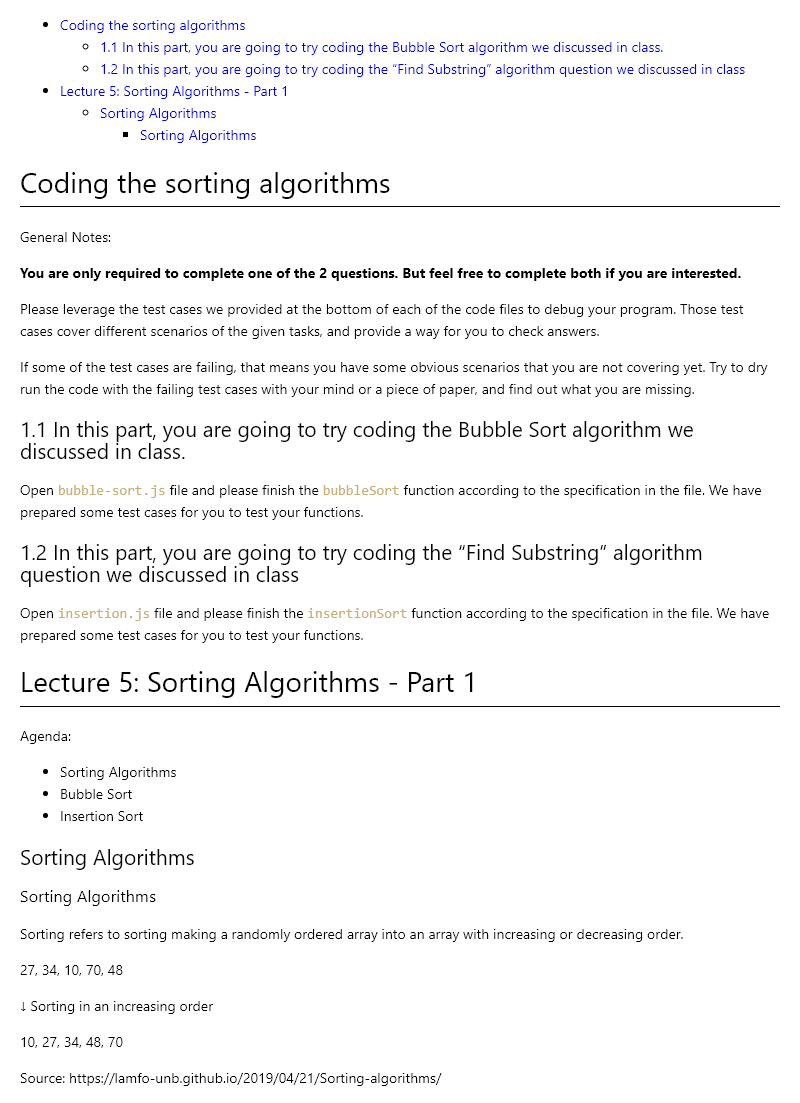 Coding the sorting algorithms
1.1 In this part, you are going to try coding the Bubble Sort algorithm we discussed in class.
1.2 In this part, you are going to try coding the “Find Substring” algorithm question we discussed in class
Lecture 5: Sorting Algorithms - Part 1
Sorting Algorithms
Sorting Algorithms
Coding the sorting algorithms
General Notes:
You are only required to complete one of the 2 questions. But feel free to complete both if you are interested.
Please leverage the test cases we provided at the bottom of each of the code files to debug your program. Those test
cases cover different scenarios of the given tasks, and provide a way for you to check answers.
If some of the test cases are failing, that means you have some obvious scenarios that you are not covering yet. Try to dry
run the code with the failing test cases with your mind or a piece of paper, and find out what you are missing.
1.1 In this part, you are going to try coding the Bubble Sort algorithm we
discussed in class.
Open bubble-sort.js file and please finish the bubbleSort function according to the specification in the file. We have
prepared some test cases for you to test your functions.
1.2 In this part, you are going to try coding the “Find Substring” algorithm
question we discussed in class
Open insertion.js file and please finish the insertionSort function according to the specification in the file. We have
prepared some test cases for you to test your functions.
Lecture 5: Sorting Algorithms - Part 1
Agenda:
Sorting Algorithms
Bubble Sort
Insertion Sort
Sorting Algorithms
Sorting Algorithms
Sorting refers to sorting making a randomly ordered array into an array with increasing or decreasing order.
27, 34, 10, 70, 48
↓ Sorting in an increasing order
10, 27, 34, 48, 70
Source: https://lamfo-unb.github.io/2019/04/21/Sorting-algorithms/